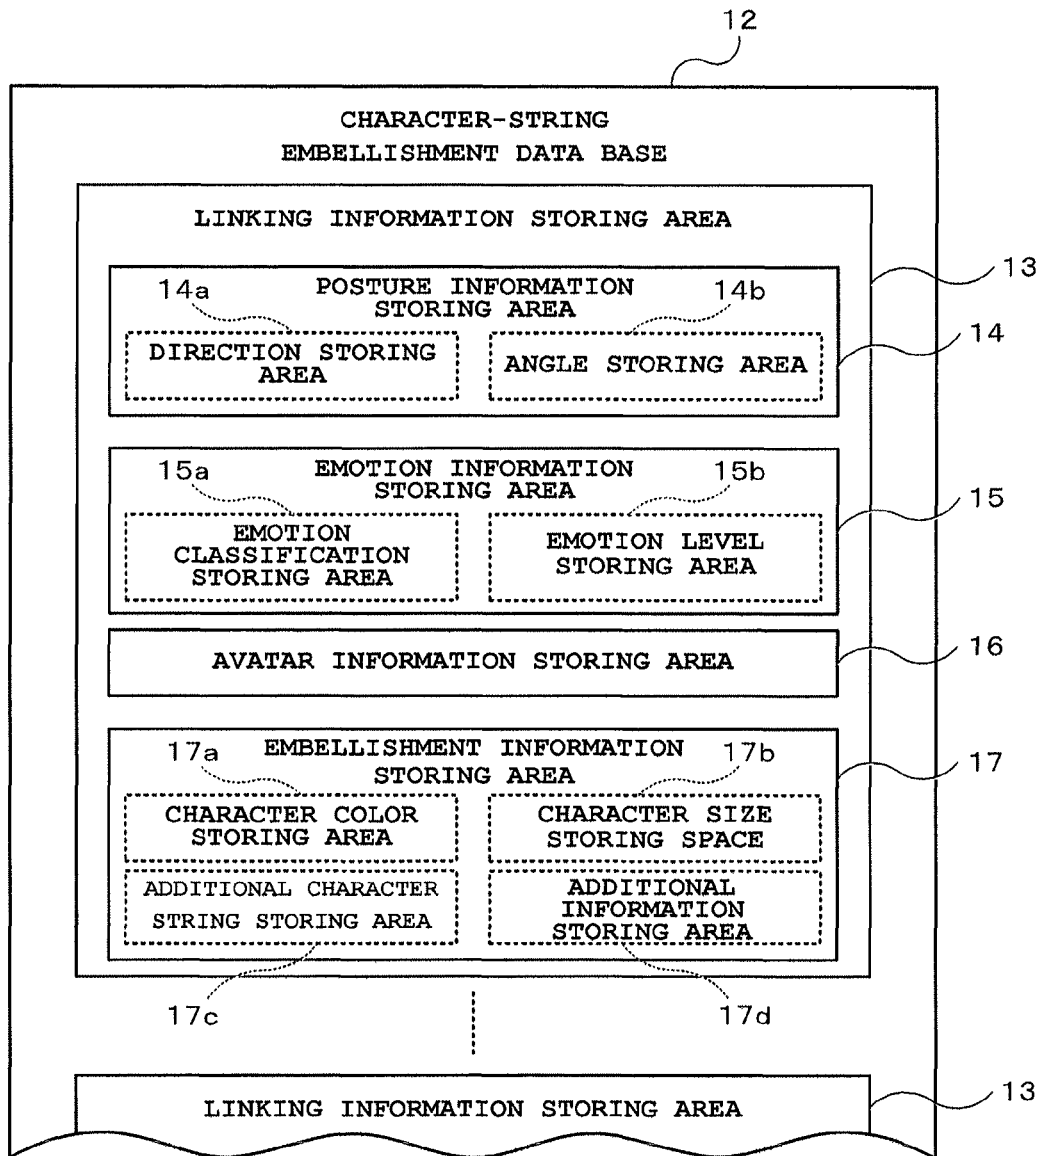 12
CHARACTER-STRING
EMBELLISHMENT DATA BASE
LINKING INFORMATION STORING AREA
13
14a
POSTURE INFORMATION
STORING AREA
14b
14
DIRECTION STORING
AREA
ANGLE STORING AREA
15a
EMOTION INFORMATION
STORING AREA
15b
15
EMOTION
CLASSIFICATION
STORING AREA
EMOTION LEVEL
STORING AREA
AVATAR INFORMATION STORING AREA
16
17a
EMBELLISHMENT INFORMATION
STORING AREA
17b
17
CHARACTER COLOR
STORING AREA
CHARACTER SIZE
STORING SPACE
ADDITIONAL CHARACTER
STRING STORING AREA
ADDITIONAL
INFORMATION
STORING AREA
17c
17d
LINKING INFORMATION STORING AREA
13